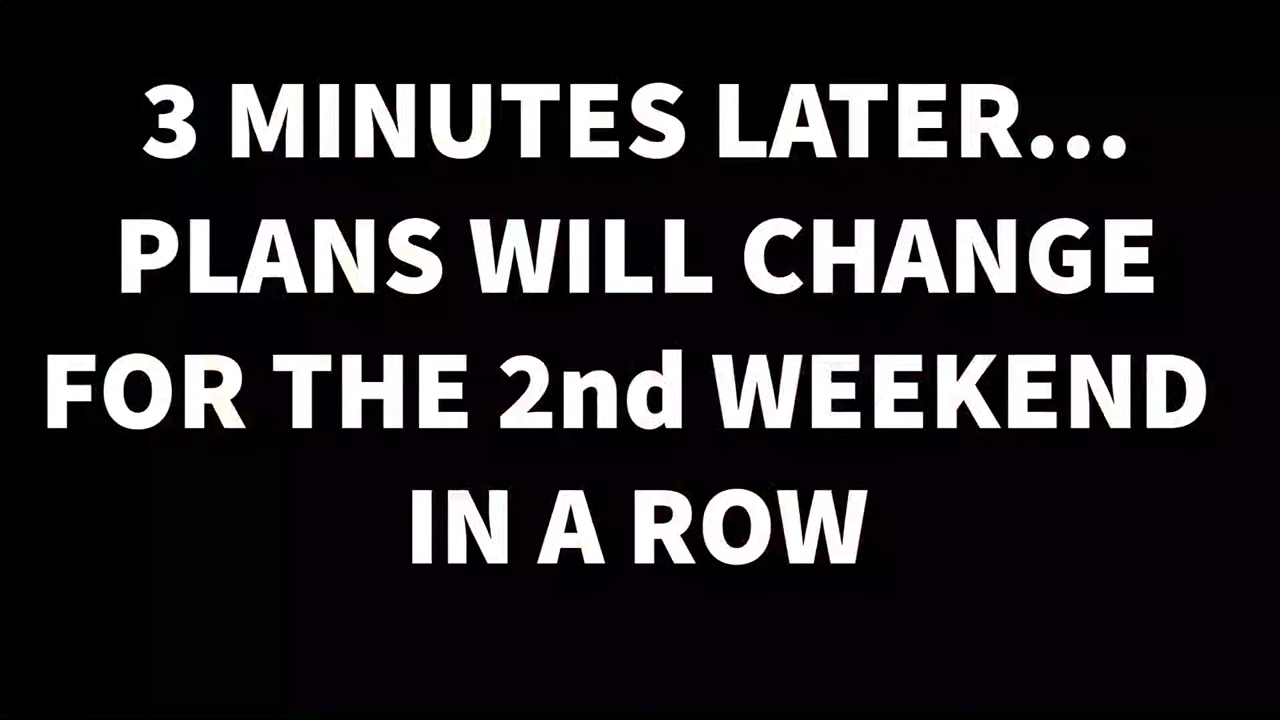 3 MINUTES LATER...
PLANS WILL CHANGE
FOR THE 2nd WEEKEND
IN A ROW